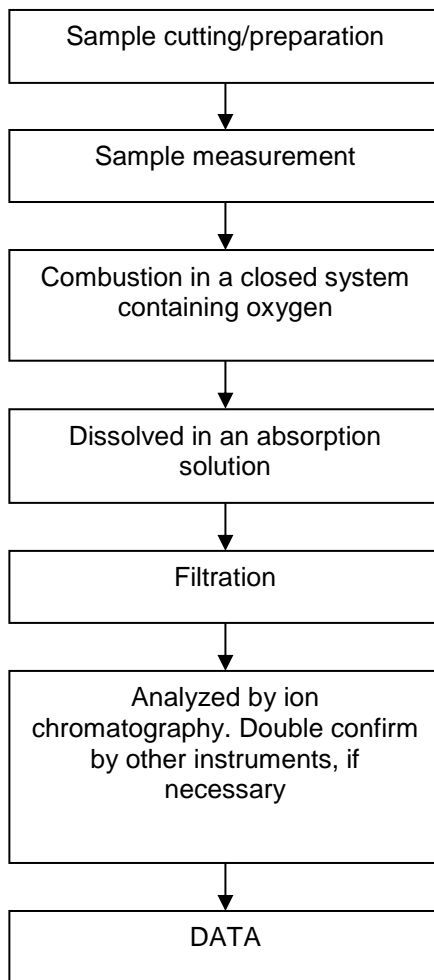 Sample cutting/preparation
Sample measurement
Combustion in a closed system
containing oxygen
Dissolved in an absorption
solution
Filtration
Analyzed by ion
chromatography. Double confirm
by other instruments, if
necessary
DATA